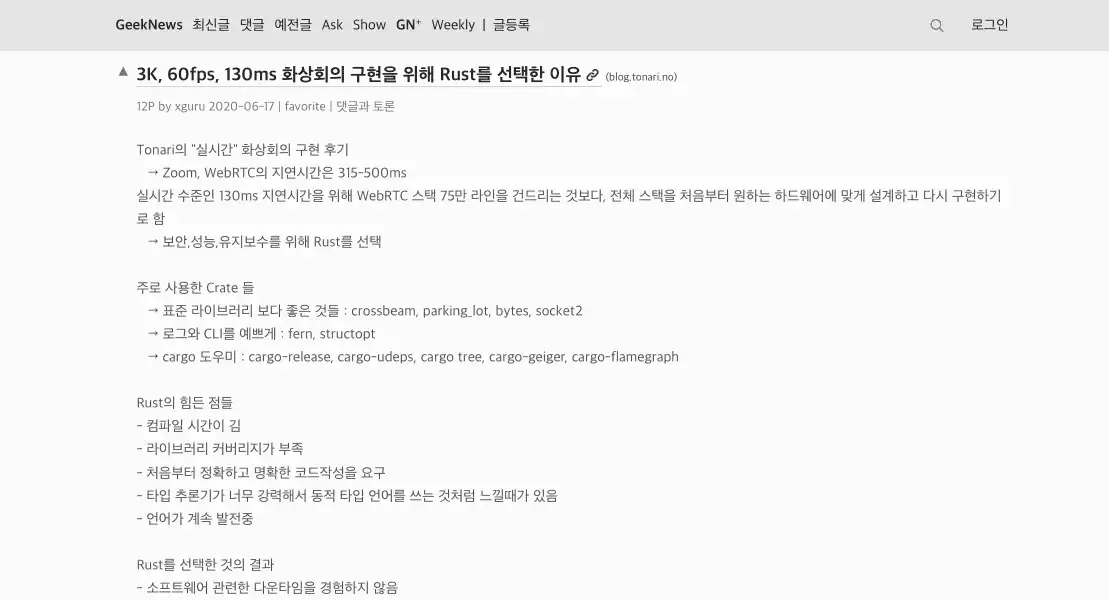 GeekNews 최신글 댓글 예전글 Ask Show GN⁺ Weekly | 글등록 로그인
▲ 3K, 60fps, 130ms 화상회의 구현을 위해 Rust를 선택한 이유 (blog.tonari.no)
12P by xguru 2020-06-17 | favorite | 댓글과 토론
Tonari의 "실시간" 화상회의 구현 후기
→ Zoom, WebRTC의 지연시간은 315-500ms
실시간 수준인 130ms 지연시간을 위해 WebRTC 스택 75만 라인을 건드리는 것보다, 전체 스택을 처음부터 원하는 하드웨어에 맞게 설계하고 다시 구현하기
로 함
→ 보안,성능,유지보수를 위해 Rust를 선택
주로 사용한 Crate 들
→ 표준 라이브러리 보다 좋은 것들 : crossbeam, parking_lot, bytes, socket2
→ 로그와 CLI를 예쁘게 : fern, structopt
→ cargo 도우미 : cargo-release, cargo-udeps, cargo tree, cargo-geiger, cargo-flamegraph
Rust의 힘든 점들
- 컴파일 시간이 김
- 라이브러리 커버리지가 부족
- 처음부터 정확하고 명확한 코드작성을 요구
- 타입 추론기가 너무 강력해서 동적 타입 언어를 쓰는 것처럼 느낄때가 있음
- 언어가 계속 발전중
Rust를 선택한 것의 결과
- 소프트웨어 관련한 다운타임을 경험하지 않음